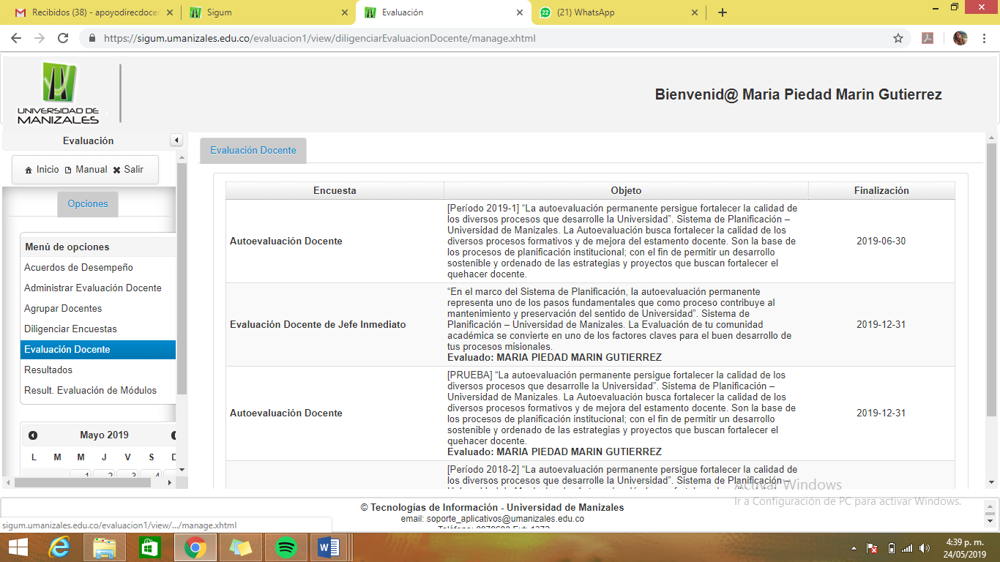 Recibidos (38) - apoyodirecdocen
Sigum
Evaluación
22
(21) WhatsApp
https://sigum.umanizales.edu.co/evaluacion1/view/diligenciarEvaluacionDocente/manage.xhtml
UNIVERSIDAD DE
MANIZALES
Bienvenid@ Maria Piedad Marin Gutierrez
Evaluación
Inicio Manual Salir
Opciones
Menú de opciones
Acuerdos de Desempeño
Administrar Evaluación Docente
Agrupar Docentes
Diligenciar Encuestas
Evaluación Docente
Resultados
Result. Evaluación de Módulos
Mayo 2019
L M M J V S D
1 2 3 4
Evaluación Docente
Encuesta Objeto Finalización
Autoevaluación Docente
[Período 2019-1] “La autoevaluación permanente persigue fortalecer la calidad de
los diversos procesos que desarrolle la Universidad”. Sistema de Planificación –
Universidad de Manizales. La Autoevaluación busca fortalecer la calidad de los
diversos procesos formativos y de mejora del estamento docente. Son la base de
los procesos de planificación institucional; con el fin de permitir un desarrollo
sostenible y ordenado de las estrategias y proyectos que buscan fortalecer el
quehacer docente.
2019-06-30
Evaluación Docente de Jefe Inmediato
“En el marco del Sistema de Planificación, la autoevaluación permanente
representa uno de los pasos fundamentales que como proceso contribuye al
mantenimiento y preservación del sentido de Universidad”. Sistema de
Planificación – Universidad de Manizales. La Evaluación de tu comunidad
académica se convierte en uno de los factores claves para el buen desarrollo de
tus procesos misionales.
Evaluado: MARIA PIEDAD MARIN GUTIERREZ
2019-12-31
Autoevaluación Docente
[PRUEBA] “La autoevaluación permanente persigue fortalecer la calidad de los
diversos procesos que desarrolle la Universidad”. Sistema de Planificación –
Universidad de Manizales. La Autoevaluación busca fortalecer la calidad de los
diversos procesos formativos y de mejora del estamento docente. Son la base de
los procesos de planificación institucional; con el fin de permitir un desarrollo
sostenible y ordenado de las estrategias y proyectos que buscan fortalecer el
quehacer docente.
Evaluado: MARIA PIEDAD MARIN GUTIERREZ
2019-12-31
[Período 2018-2] “La autoevaluación permanente persigue fortalecer la calidad de
los diversos procesos que desarrolle la Universidad”. Sistema de Planificación –
Activar Windows
Ir a Configuración de PC para activar Windows.
© Tecnologías de Información - Universidad de Manizales
email: soporte_aplicativos@umanizales.edu.co
sigum.umanizales.edu.co/evaluacion1/view/.../manage.xhtml
4:39 p. m.
24/05/2019